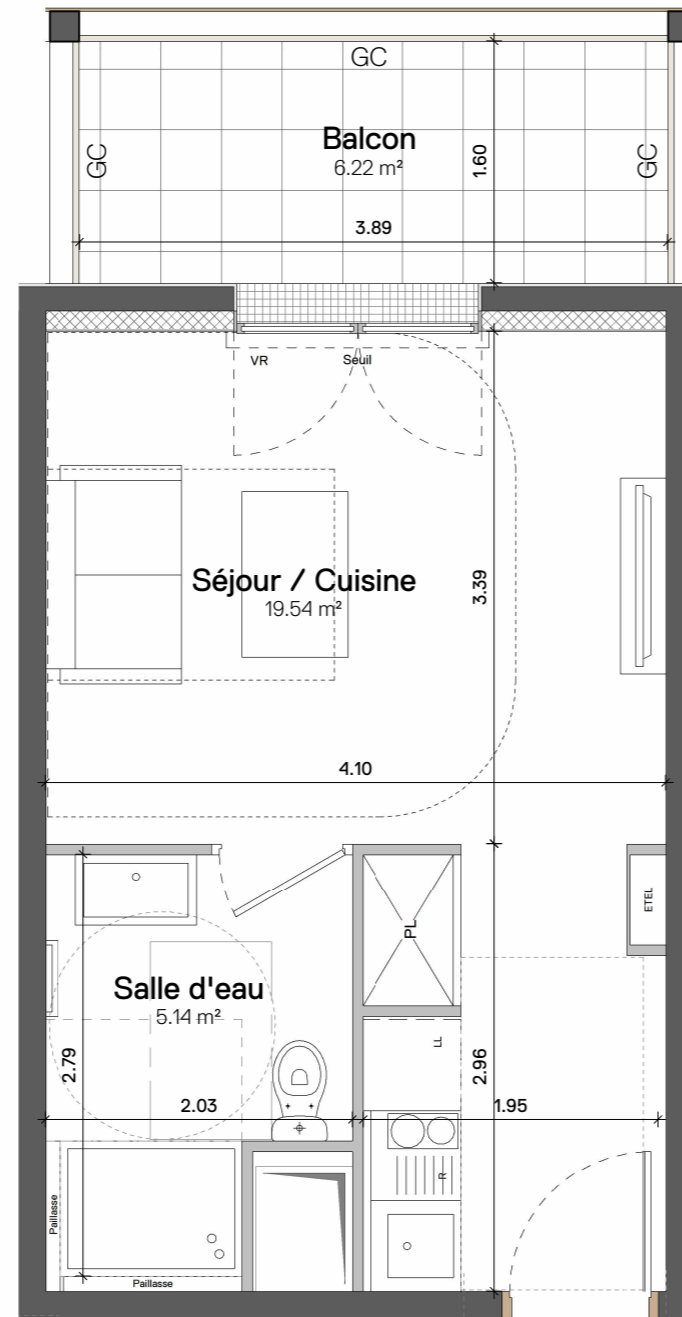 GC
Balcon
6.22 m²
GC
1.60
GC
3.89
VR
Seuil
Séjour / Cuisine
19.54 m²
3.39
4.10
ETEL
PL
Salle d'eau
5.14 m²
LL
2.79
2.96
2.03
1.95
R
Paillasse
Paillasse